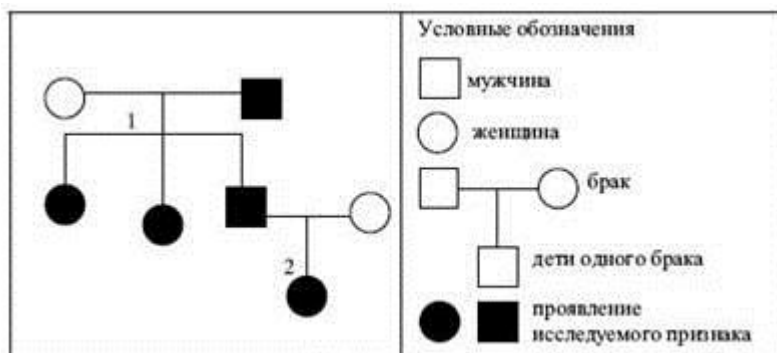 Условные обозначения
мужчина
женщина
брак
дети одного брака
проявление
исследуемого признака
1
2